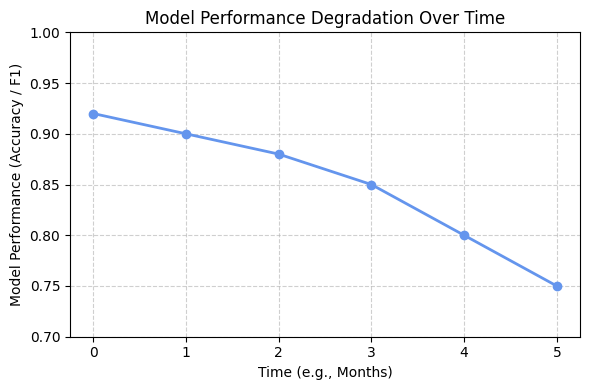 Model Performance Degradation Over Time
1.00
0.95
0.90
0.85
0.80
0.75
0.70
Model Performance (Accuracy / F1)
0 1 2 3 4 5
Time (e.g., Months)